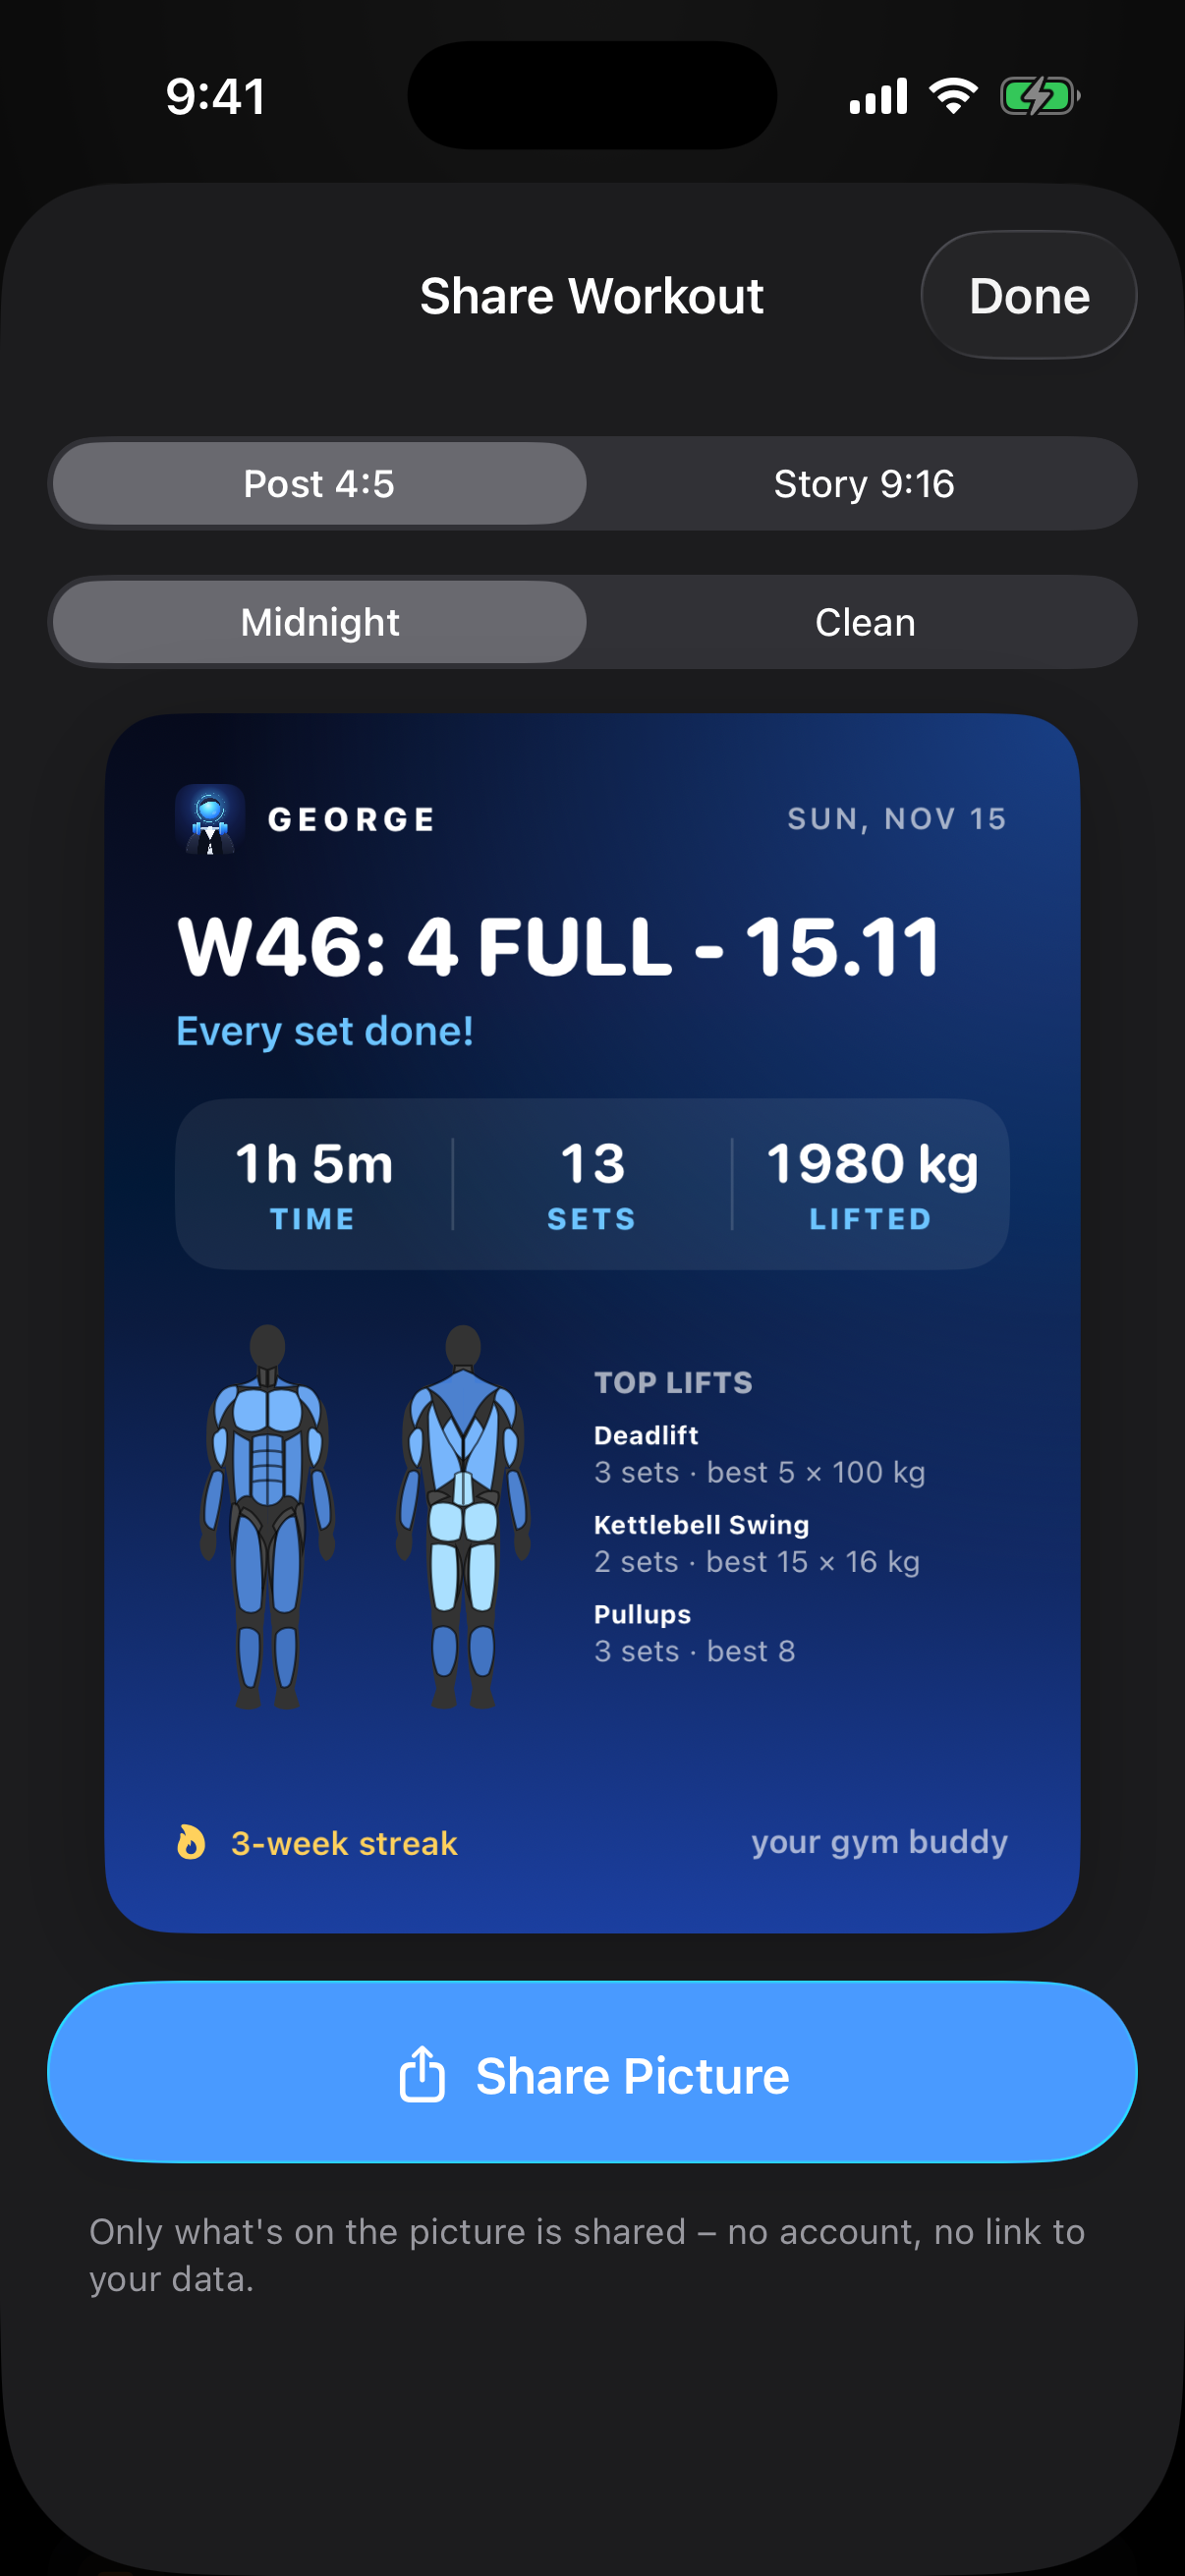 9:41
Share Workout
Done
Post 4:5
Story 9:16
Midnight
Clean
GEORGE
SUN, NOV 15
W46: 4 FULL - 15.11
Every set done!
1h 5m
TIME
13
SETS
1980 kg
LIFTED
TOP LIFTS
Deadlift
3 sets · best 5 × 100 kg
Kettlebell Swing
2 sets · best 15 × 16 kg
Pullups
3 sets · best 8
3-week streak
your gym buddy
Share Picture
Only what's on the picture is shared – no account, no link to
your data.